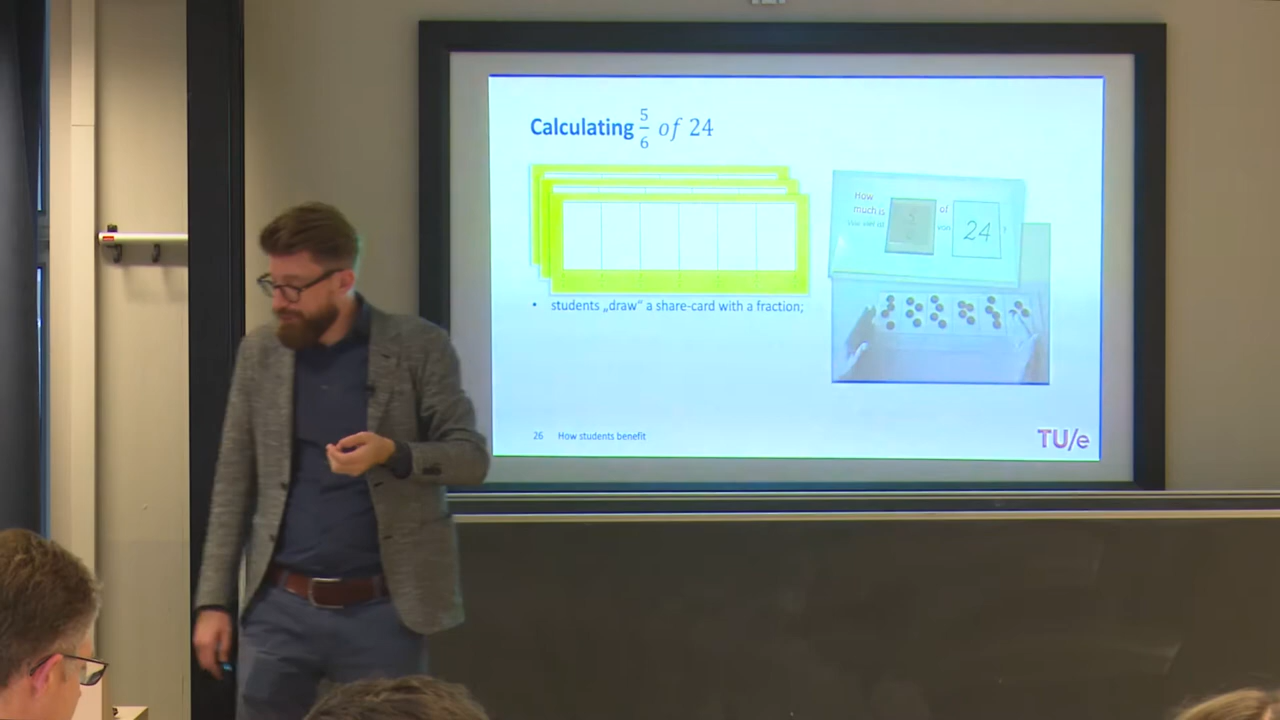 Calculating 5/6 of 24
How
much is
of
von
24
?
• students „draw" a share-card with a fraction;
26 How students benefit
TU/e